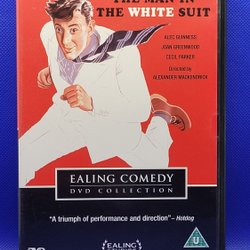 THE MAN IN
THE WHITE SUIT
ALEC GUINNESS
JOAN GREENWOOD
CECIL PARKER
Directed by
ALEXANDER MACKENDRICK
EALING COMEDY
DVD COLLECTION
"A triumph of performance and direction" – Hotdog
EALING
U